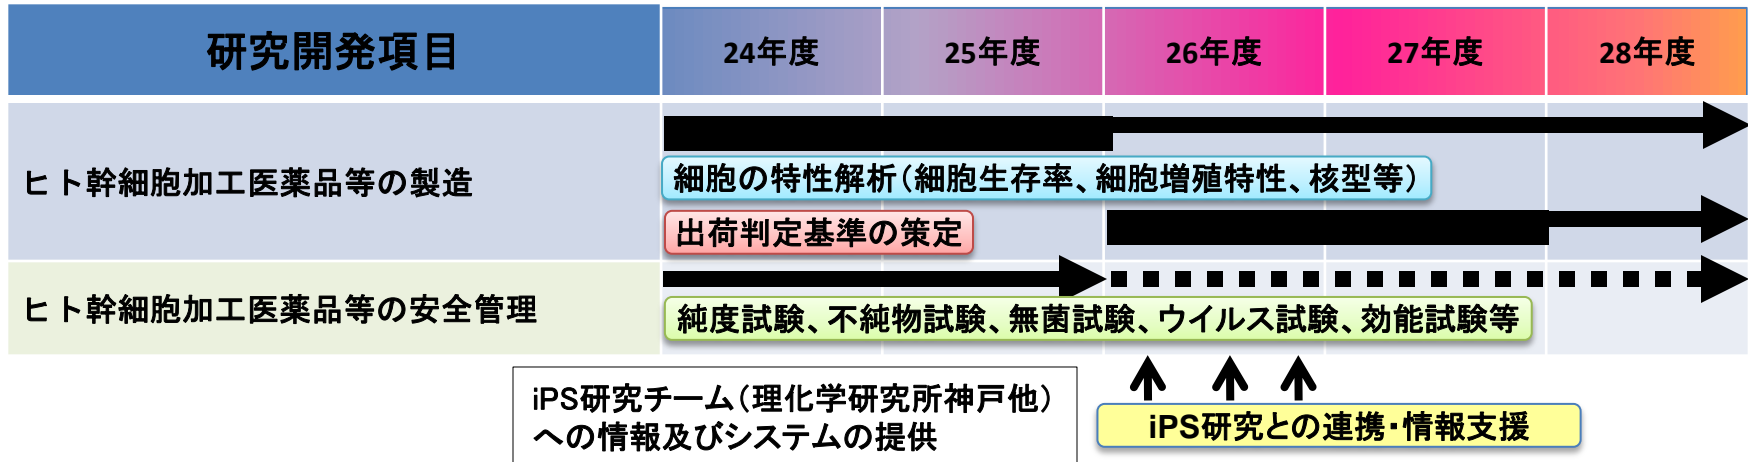 研究開発項目 24年度 25年度 26年度 27年度 28年度
ヒト幹細胞加工医薬品等の製造
細胞の特性解析(細胞生存率、細胞増殖特性、核型等)
出荷判定基準の策定
ヒト幹細胞加工医薬品等の安全管理
純度試験、不純物試験、無菌試験、ウイルス試験、効能試験等
iPS研究チーム(理化学研究所神戸他)
への情報及びシステムの提供
iPS研究との連携・情報支援